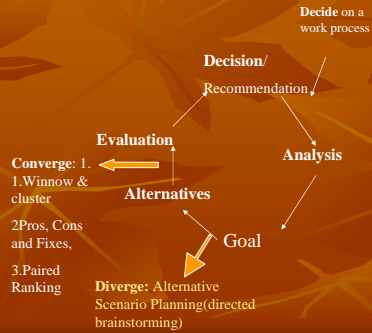 Decide on a
work process
Decision/
Recommendation
Evaluation
Analysis
Converge: 1.
1.Winnow &
cluster
2Pros, Cons
and Fixes,
3.Paired
Ranking
Alternatives
Goal
Diverge: Alternative
Scenario Planning(directed
brainstorming)